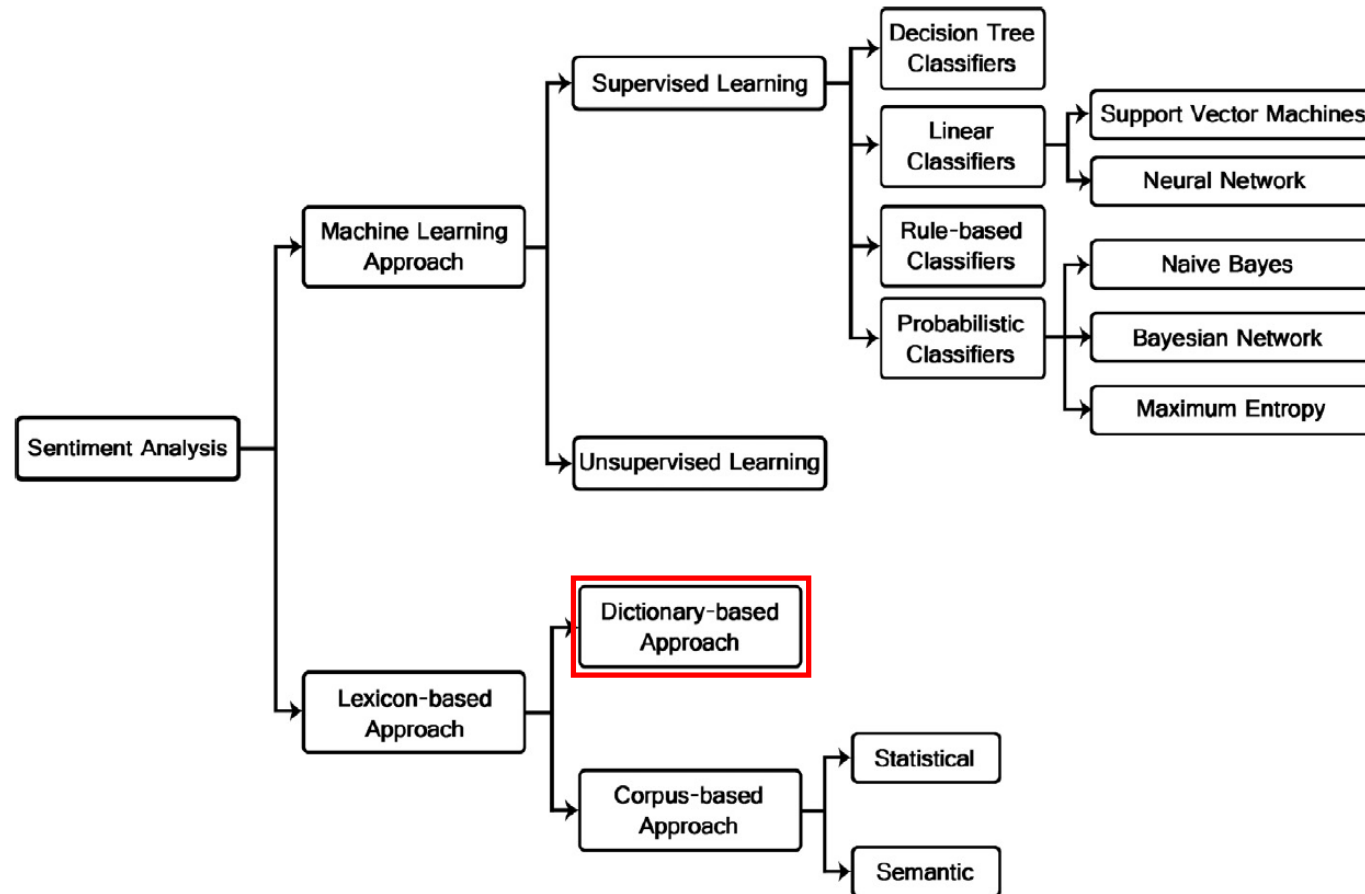 Decision Tree
Classifiers
Supervised Learning
Support Vector Machines
Linear
Classifiers
Neural Network
Machine Learning
Approach
Rule-based
Classifiers
Naive Bayes
Probabilistic
Classifiers
Bayesian Network
Maximum Entropy
Sentiment Analysis
Unsupervised Learning
Dictionary-based
Approach
Lexicon-based
Approach
Statistical
Corpus-based
Approach
Semantic